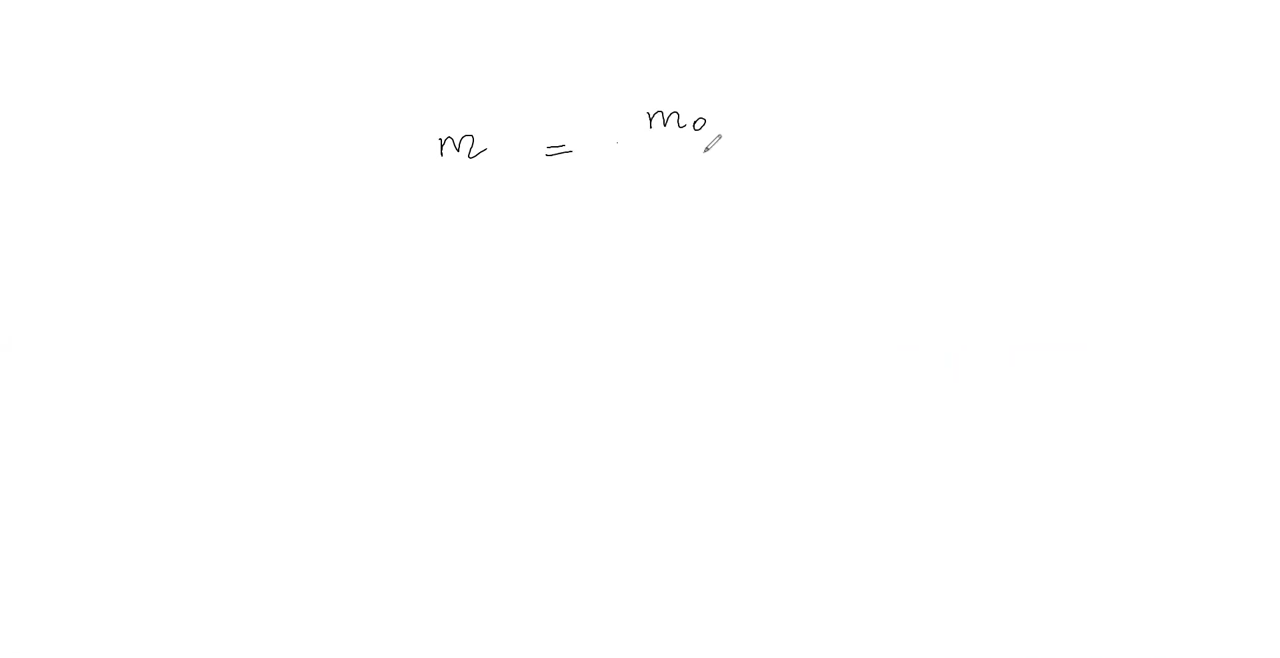 m = m₀